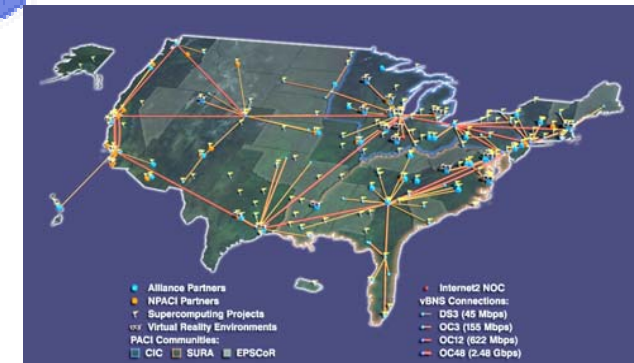 Alliance Partners
NPACI Partners
Supercomputing Projects
Virtual Reality Environments
PACI Communities:
CIC SURA EPSCoR
Internet2 NOC
vBNS Connections:
DS3 (45 Mbps)
OC3 (155 Mbps)
OC12 (622 Mbps)
OC48 (2.48 Gbps)